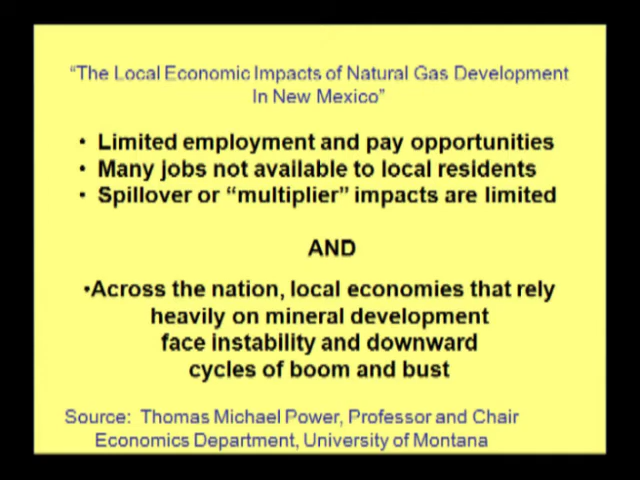 “The Local Economic Impacts of Natural Gas Development
In New Mexico”
• Limited employment and pay opportunities
• Many jobs not available to local residents
• Spillover or “multiplier” impacts are limited
AND
•Across the nation, local economies that rely
heavily on mineral development
face instability and downward
cycles of boom and bust
Source: Thomas Michael Power, Professor and Chair
Economics Department, University of Montana